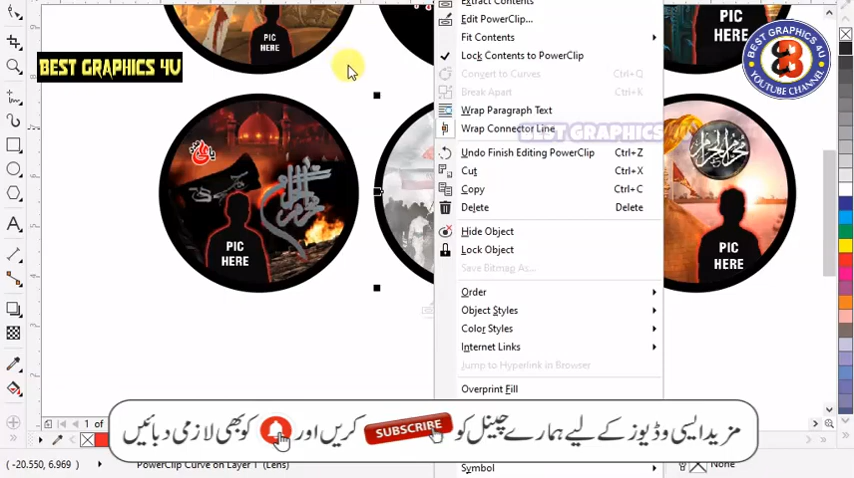 Extract Contents
Edit PowerClip...
Fit Contents
Lock Contents to PowerClip
Convert to Curves Ctrl+Q
Break Apart Ctrl+K
Wrap Paragraph Text
Wrap Connector Line
Undo Finish Editing PowerClip Ctrl+Z
Cut Ctrl+X
Copy Ctrl+C
Delete Delete
Hide Object
Lock Object
Save Bitmap As...
Order
Object Styles
Color Styles
Internet Links
Jump to Hyperlink in Browser
Overprint Fill
Symbol
BEST GRAPHICS 4U
BEST GRAPHICS
BEST GRAPHICS 4U
YOUTUBE CHANNEL
PIC
HERE
PIC
HERE
PIC
HERE
PIC
HERE
محرم الحرام
مزید ایسی وڈیوز کے لیے ہمارے چینل کو SUBSCRIBE کریں اور کو بھی لازمی دبائیں
1 of
(-20.550, 6.969)
PowerClip Curve on Layer 1 (Lens)
None